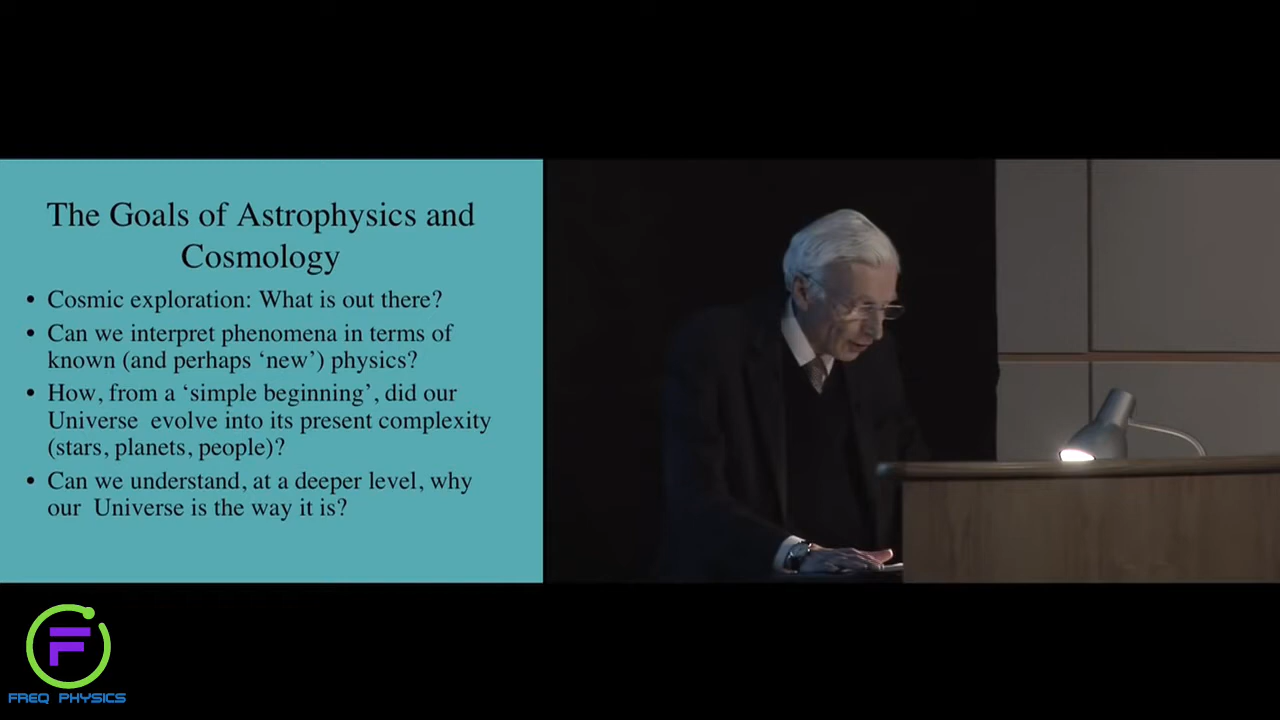 The Goals of Astrophysics and
Cosmology
• Cosmic exploration: What is out there?
• Can we interpret phenomena in terms of
known (and perhaps ‘new’) physics?
• How, from a ‘simple beginning’, did our
Universe  evolve into its present complexity
(stars, planets, people)?
• Can we understand, at a deeper level, why
our  Universe is the way it is?
F
FREQ PHYSICS